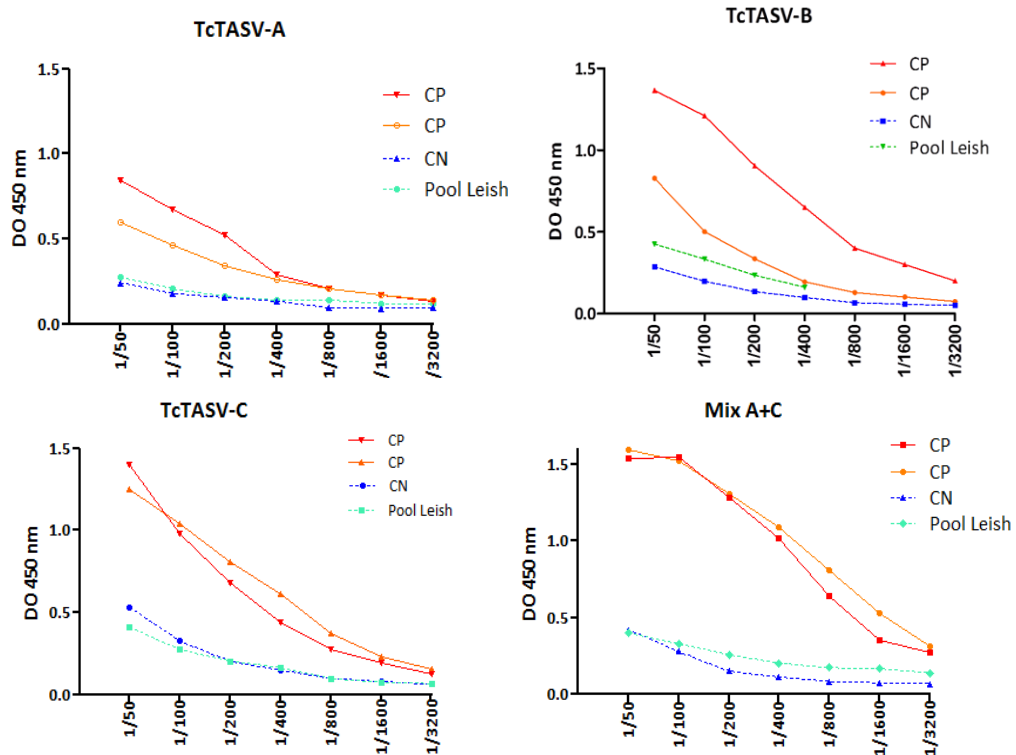 TcTASV-A
DO 450 nm
1.5
1.0
0.5
0.0
1/50
1/100
1/200
1/400
1/800
/1600
/3200
CP
CP
CN
Pool Leish
TcTASV-B
DO 450 nm
1.5
1.0
0.5
0.0
1/50
1/100
1/200
1/400
1/800
1/1600
1/3200
CP
CP
CN
Pool Leish
TcTASV-C
DO 450 nm
1.5
1.0
0.5
0.0
1/50
1/100
1/200
1/400
1/800
1/1600
1/3200
CP
CP
CN
Pool Leish
Mix A+C
DO 450 nm
1.5
1.0
0.5
0.0
1/50
1/100
1/200
1/400
1/800
1/1600
1/3200
CP
CP
CN
Pool Leish